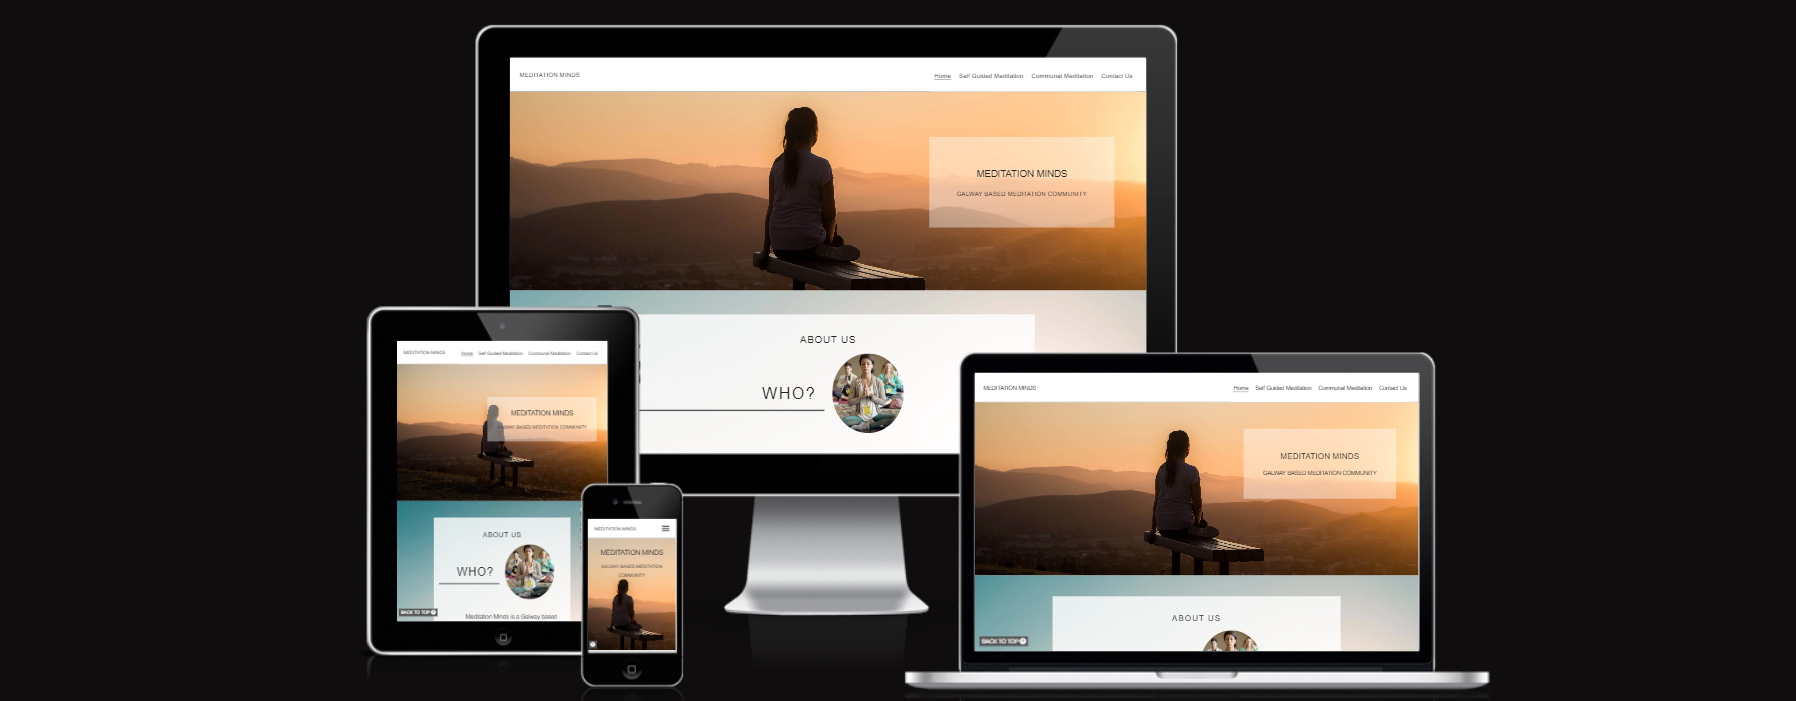 MEDITATION MINDS
Home Self Guided Meditation Communal Meditation Contact Us
MEDITATION MINDS
GALWAY BASED MEDITATION COMMUNITY
ABOUT US
WHO?
MEDITATION MINDS
Home Self Guided Meditation Communal Meditation Contact Us
MEDITATION MINDS
GALWAY BASED MEDITATION COMMUNITY
ABOUT US
WHO?
Meditation Minds is a Galway based
BACK TO TOP
MEDITATION MINDS
MEDITATION MINDS
GALWAY BASED MEDITATION
COMMUNITY
MEDITATION MINDS
Home Self Guided Meditation Communal Meditation Contact Us
MEDITATION MINDS
GALWAY BASED MEDITATION COMMUNITY
ABOUT US
BACK TO TOP